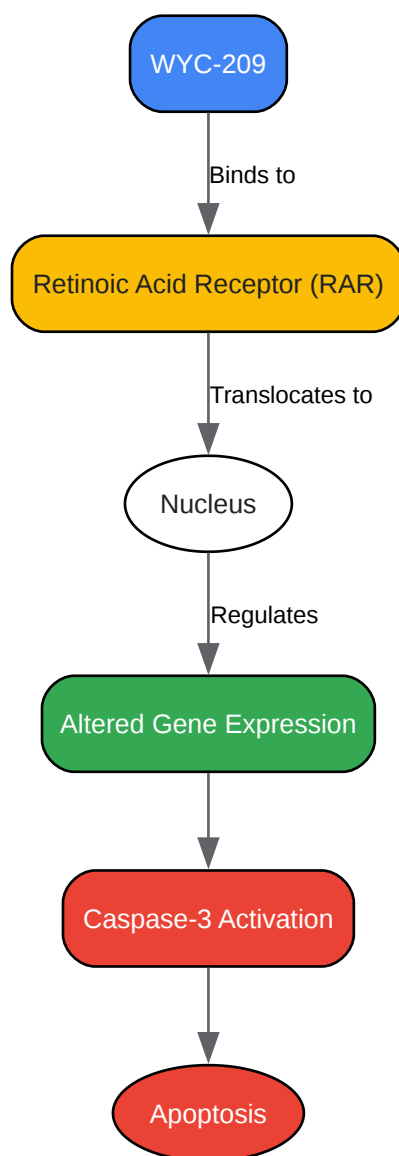 WYC-209
Binds to
Retinoic Acid Receptor (RAR)
Translocates to
Nucleus
Regulates
Altered Gene Expression
Caspase-3 Activation
Apoptosis